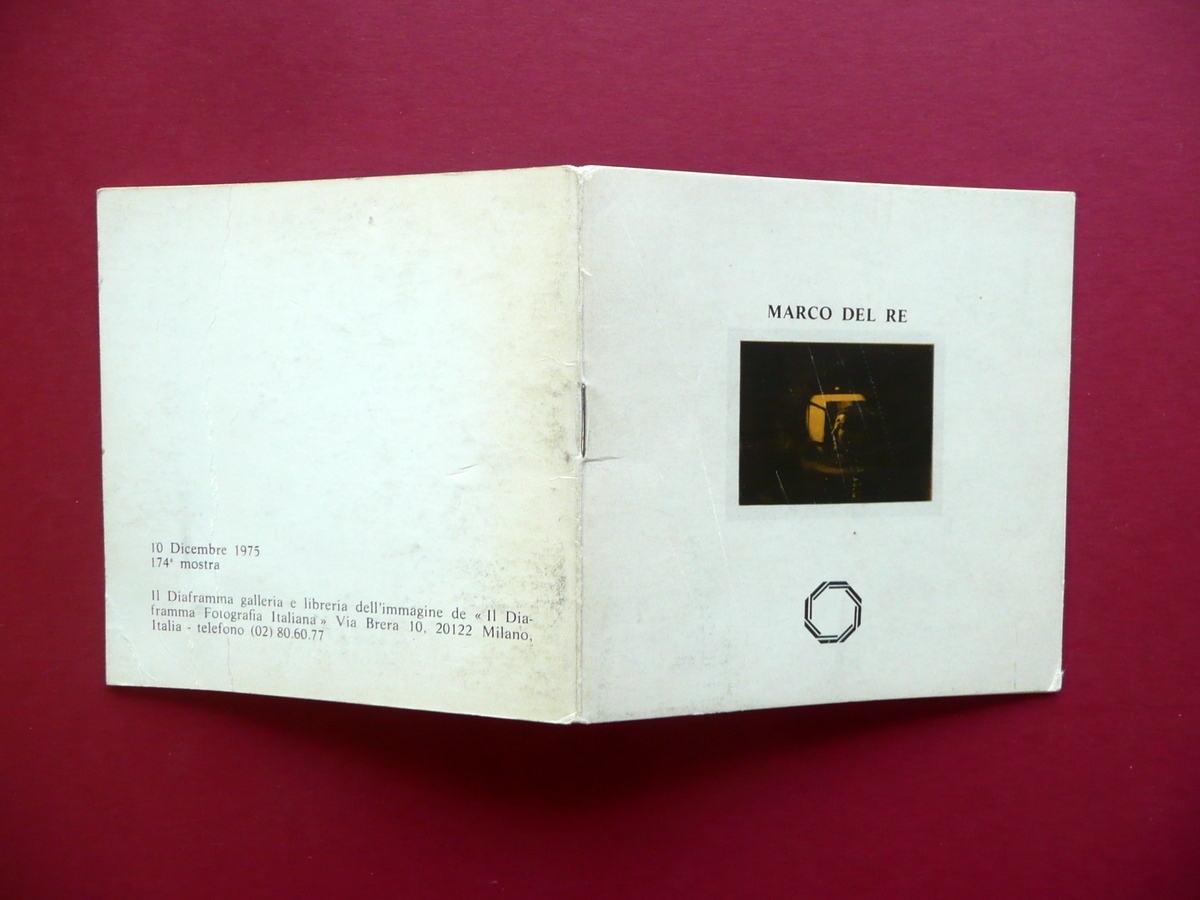 10 Dicembre 1975
174ª mostra
Il Diaframma galleria e libreria dell'immagine de «Il Dia-
framma Fotografia Italiana» Via Brera 10, 20122 Milano,
Italia - telefono (02) 80.60.77
MARCO DEL RE